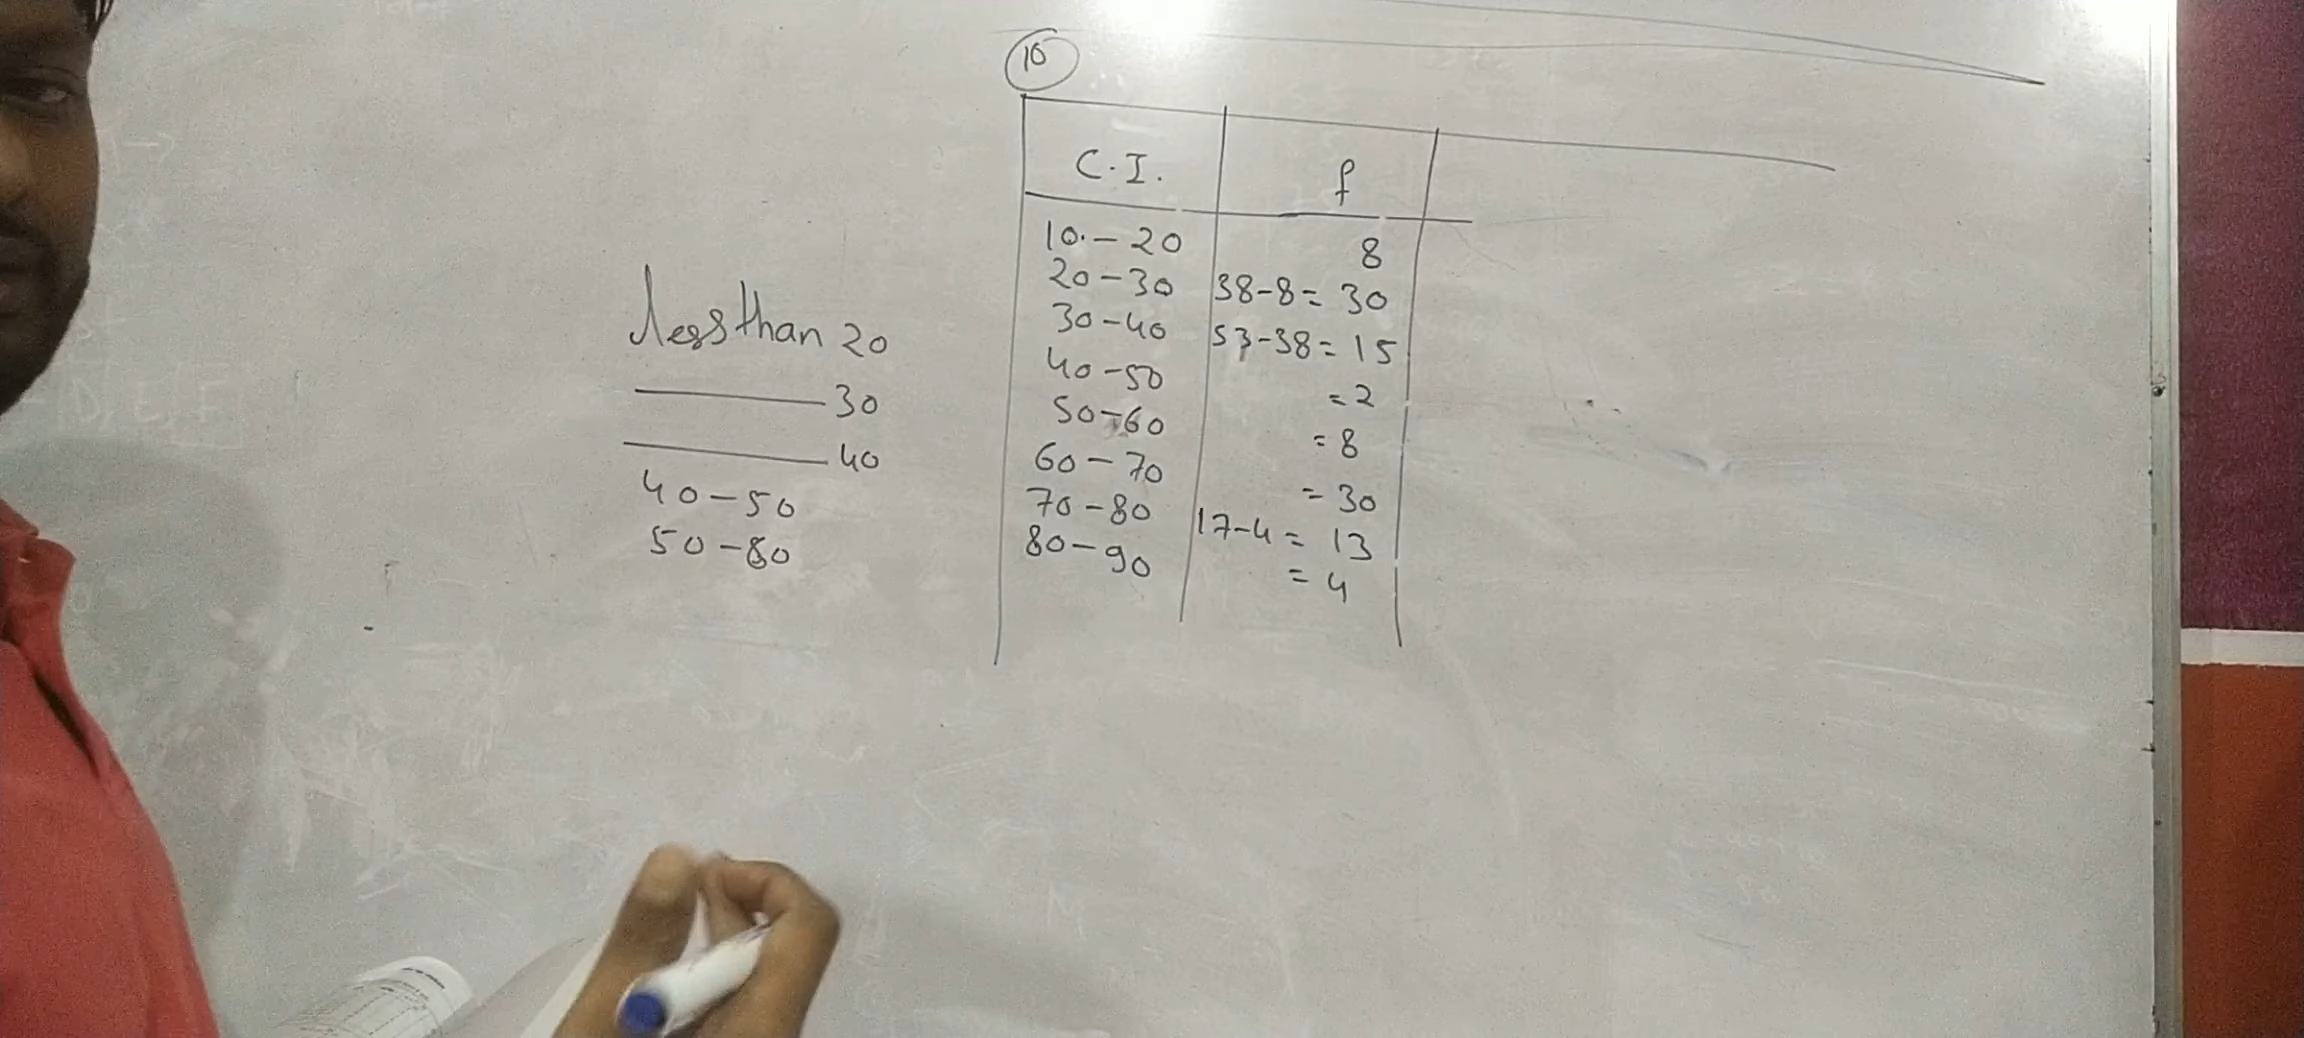 10
C.I. f
10.-20 8
20-30 38-8= 30
30-40 53-38= 15
40-50 =2
50-60 =8
60-70 =30
70-80 17-4= 13
80-90 =4
less than 20
30
40
40-50
50-80